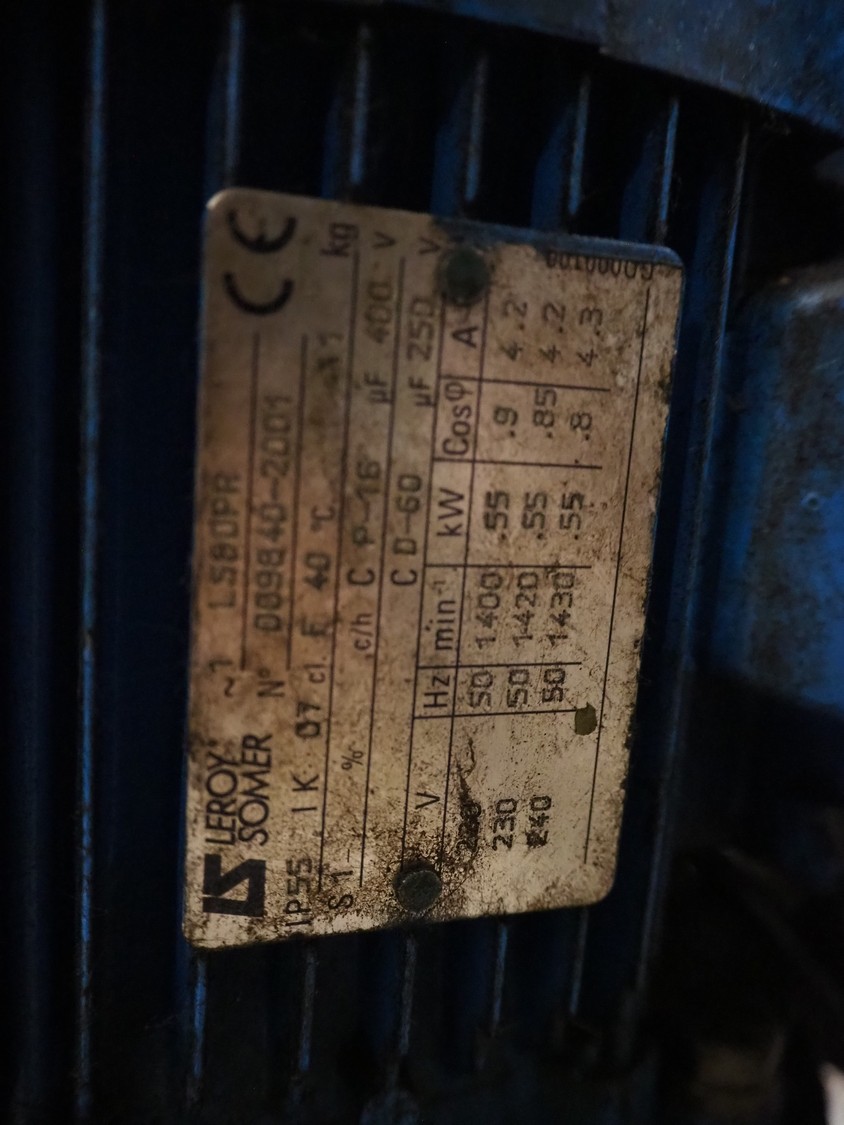 LEROY SOMER
~1 LS80PR
CE
N° 009840-2001
IP55 IK 07 cl. F 40 °C kg
S1 % c/h C P-16 µF 400 V
C D-60 µF 250 V
V Hz min-1 kW Cosφ A
50 1400 .55 .9 4.2
230 50 1420 .55 .85 4.2
240 50 1430 .55 .8 4.3